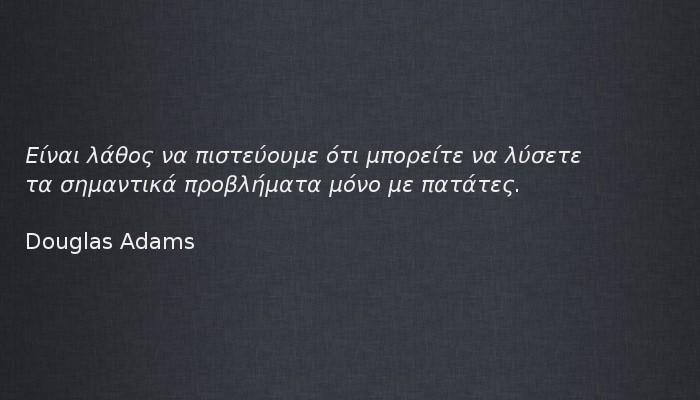 Είναι λάθος να πιστεύουμε ότι μπορείτε να λύσετε
τα σημαντικά προβλήματα μόνο με πατάτες.
Douglas Adams